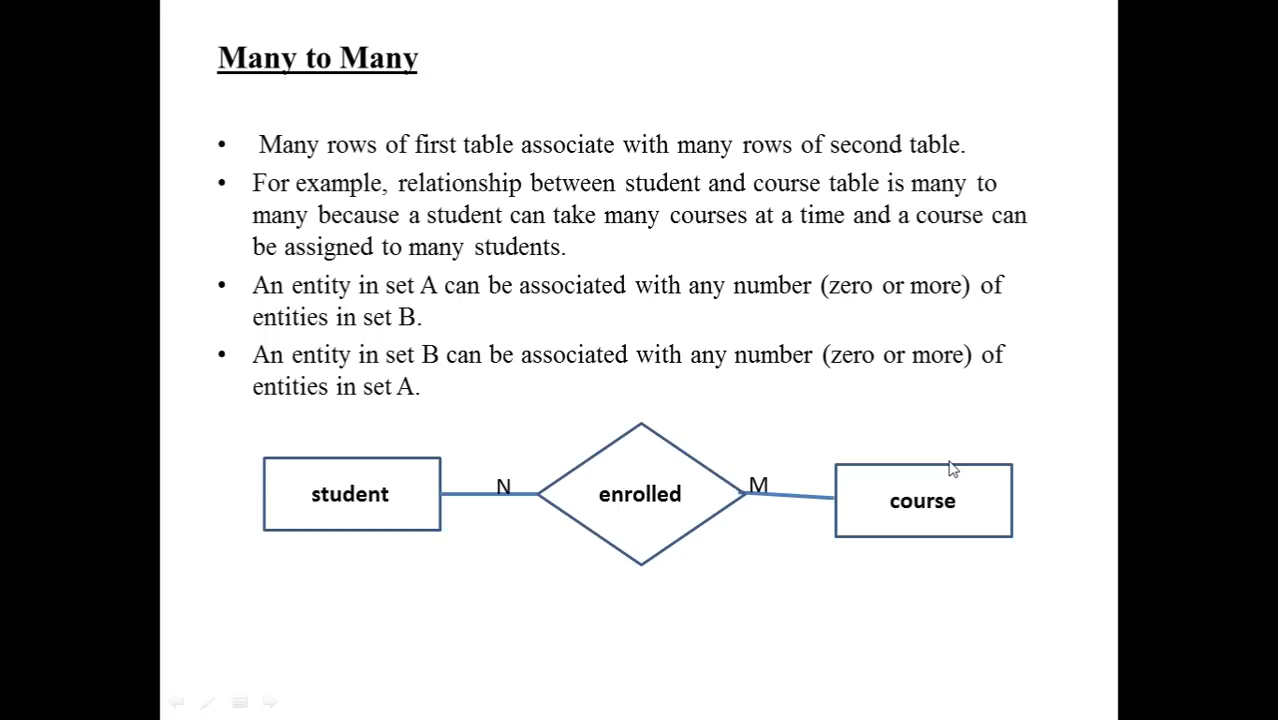 Many to Many
• Many rows of first table associate with many rows of second table.
• For example, relationship between student and course table is many to
many because a student can take many courses at a time and a course can
be assigned to many students.
• An entity in set A can be associated with any number (zero or more) of
entities in set B.
• An entity in set B can be associated with any number (zero or more) of
entities in set A.
student N enrolled M course